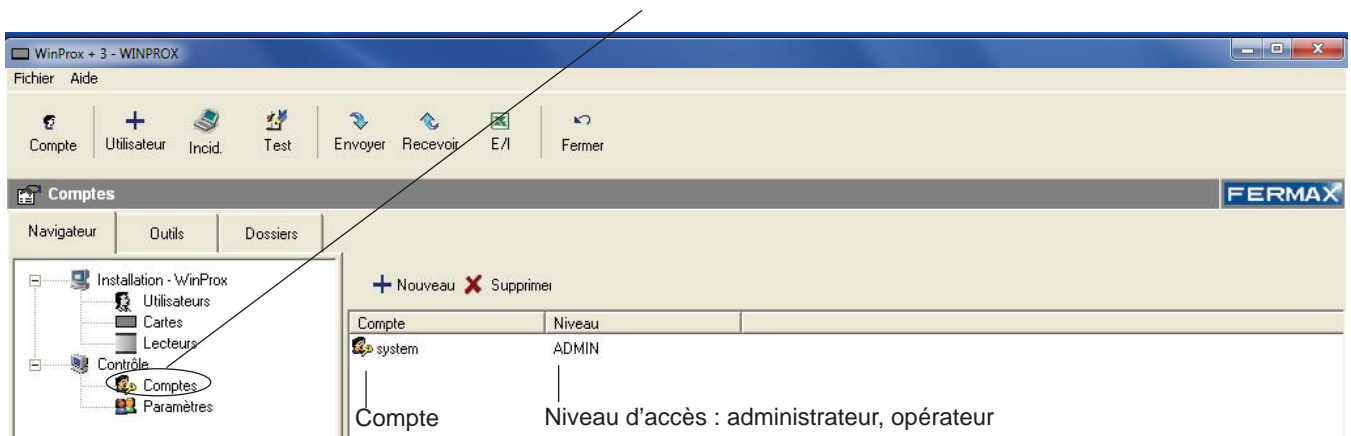 WinProx + 3 - WINPROX
Fichier Aide
Compte Utilisateur Incid. Test Envoyer Recevoir E/I Fermer
Comptes FERMAX
Navigateur Outils Dossiers
Installation - WinProx
Utilisateurs
Cartes
Lecteurs
Contrôle
Comptes
Paramètres
Nouveau Supprimer
Compte Niveau
system ADMIN
Compte Niveau d'accès : administrateur, opérateur